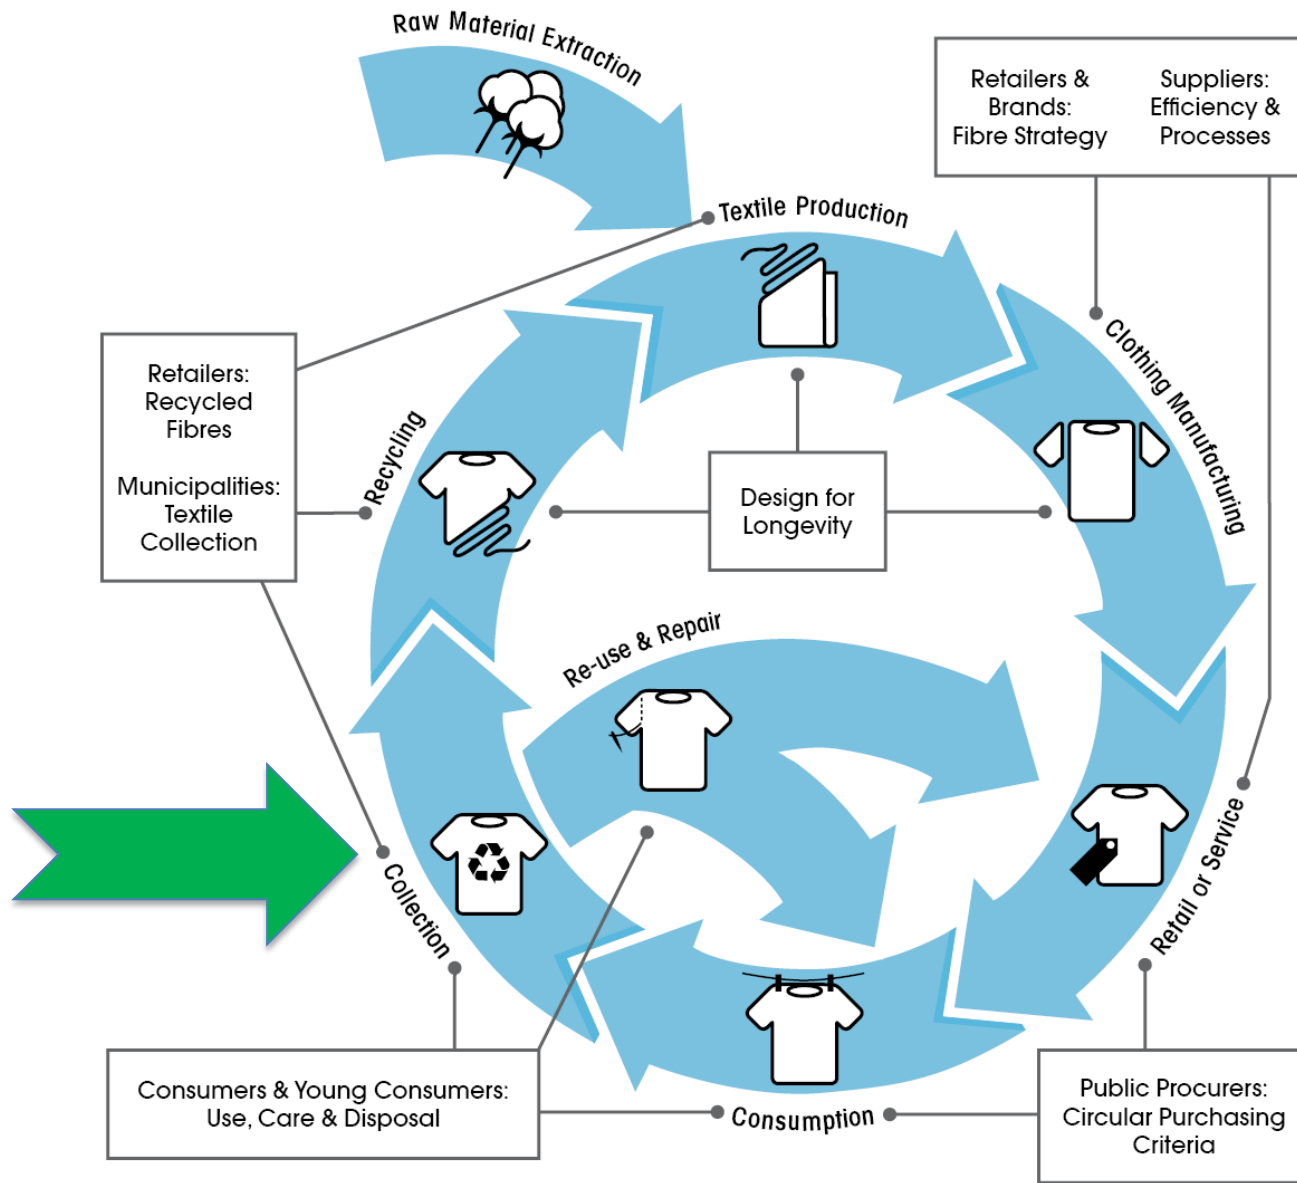 Raw Material Extraction
Retailers &
Brands:
Fibre Strategy
Suppliers:
Efficiency &
Processes
Textile Production
Clothing Manufacturing
Retailers:
Recycled
Fibres
Municipalities:
Textile
Collection
Recycling
Design for
Longevity
Re-use & Repair
Retail or Service
Collection
Consumers & Young Consumers:
Use, Care & Disposal
Consumption
Public Procurers:
Circular Purchasing
Criteria